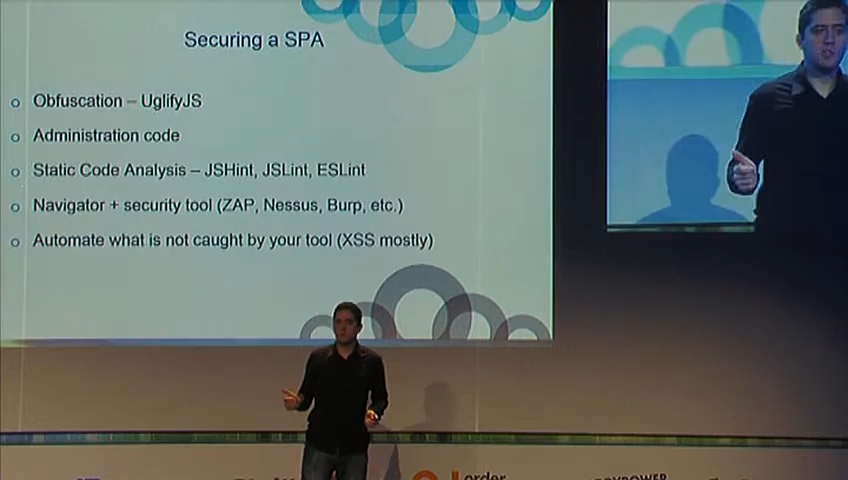 Securing a SPA
Obfuscation – UglifyJS
Administration code
Static Code Analysis – JSHint, JSLint, ESLint
Navigator + security tool (ZAP, Nessus, Burp, etc.)
Automate what is not caught by your tool (XSS mostly)
order